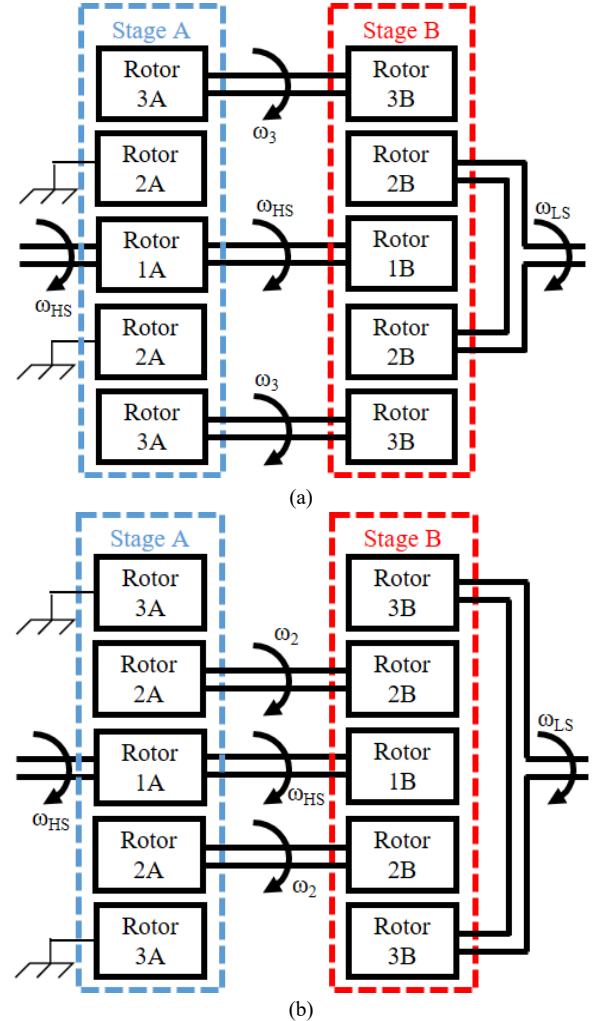 Stage A Stage B
Rotor 3A
Rotor 3B
ω3
Rotor 2A
Rotor 2B
ωHS
ωLS
Rotor 1A
Rotor 1B
ωHS
Rotor 2A
Rotor 2B
ω3
Rotor 3A
Rotor 3B
(a)
Stage A Stage B
Rotor 3A
Rotor 3B
ω2
Rotor 2A
Rotor 2B
ωLS
Rotor 1A
Rotor 1B
ωHS
ωHS
Rotor 2A
Rotor 2B
ω2
Rotor 3A
Rotor 3B
(b)